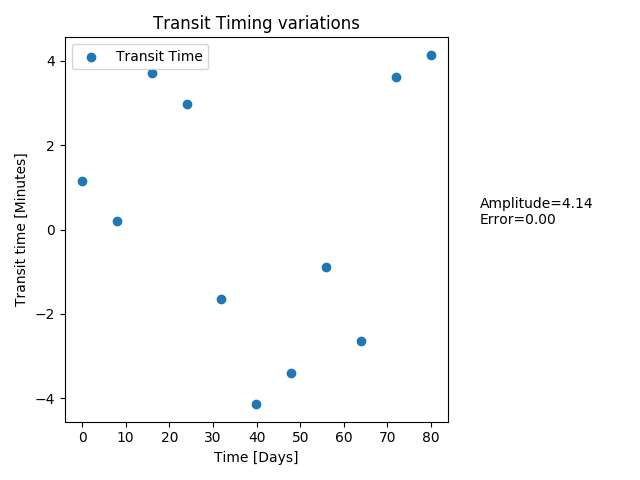 Transit Timing variations
Transit Time
4
2
0
−2
−4
Transit time [Minutes]
Amplitude=4.14
Error=0.00
0 10 20 30 40 50 60 70 80
Time [Days]